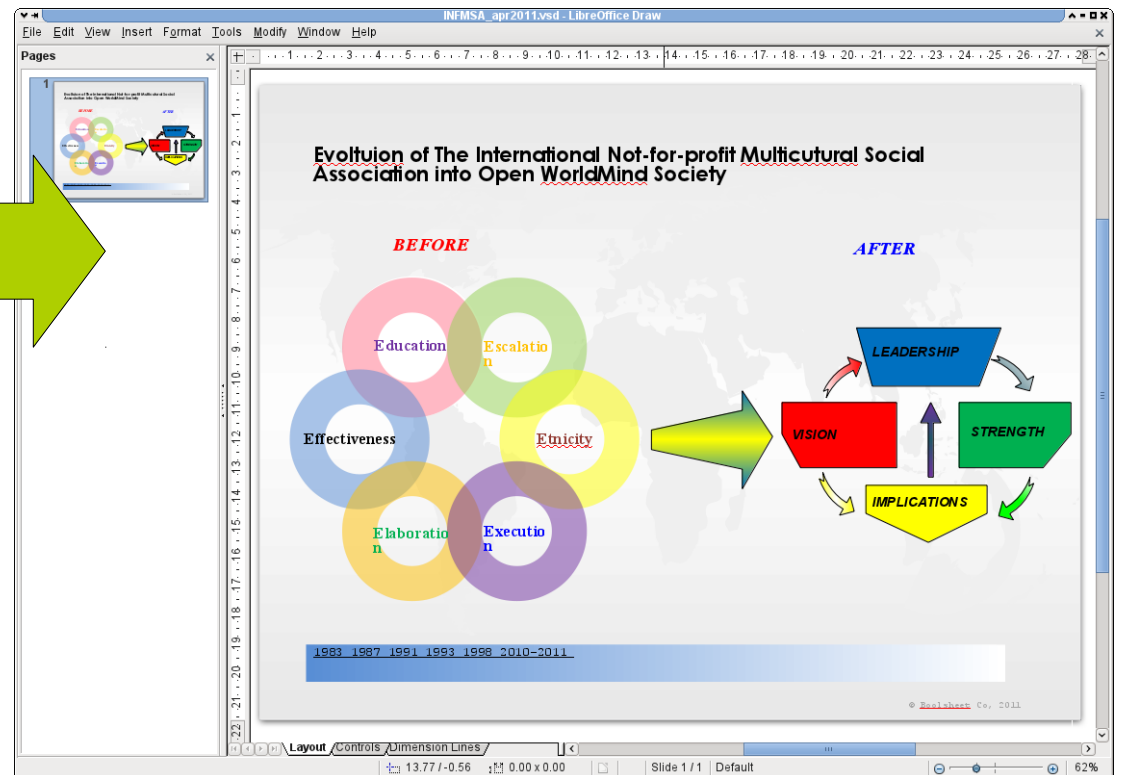 INFMSA_apr2011.vsd - LibreOffice Draw
File Edit View Insert Format Tools Modify Window Help
Pages
1
Evoltuion of The International Not-for-profit Multicutural Social
Association into Open WorldMind Society
BEFORE
AFTER
Education
Escalatio
n
LEADERSHIP
Effectiveness
Etnicity
VISION
STRENGTH
Elaboratio
n
Executio
n
IMPLICATIONS
1983 1987 1991 1993 1998 2010-2011
© Boolsheet Co, 2011
Layout Controls Dimension Lines
13.77 / -0.56 0.00 x 0.00 Slide 1 / 1 Default 62%